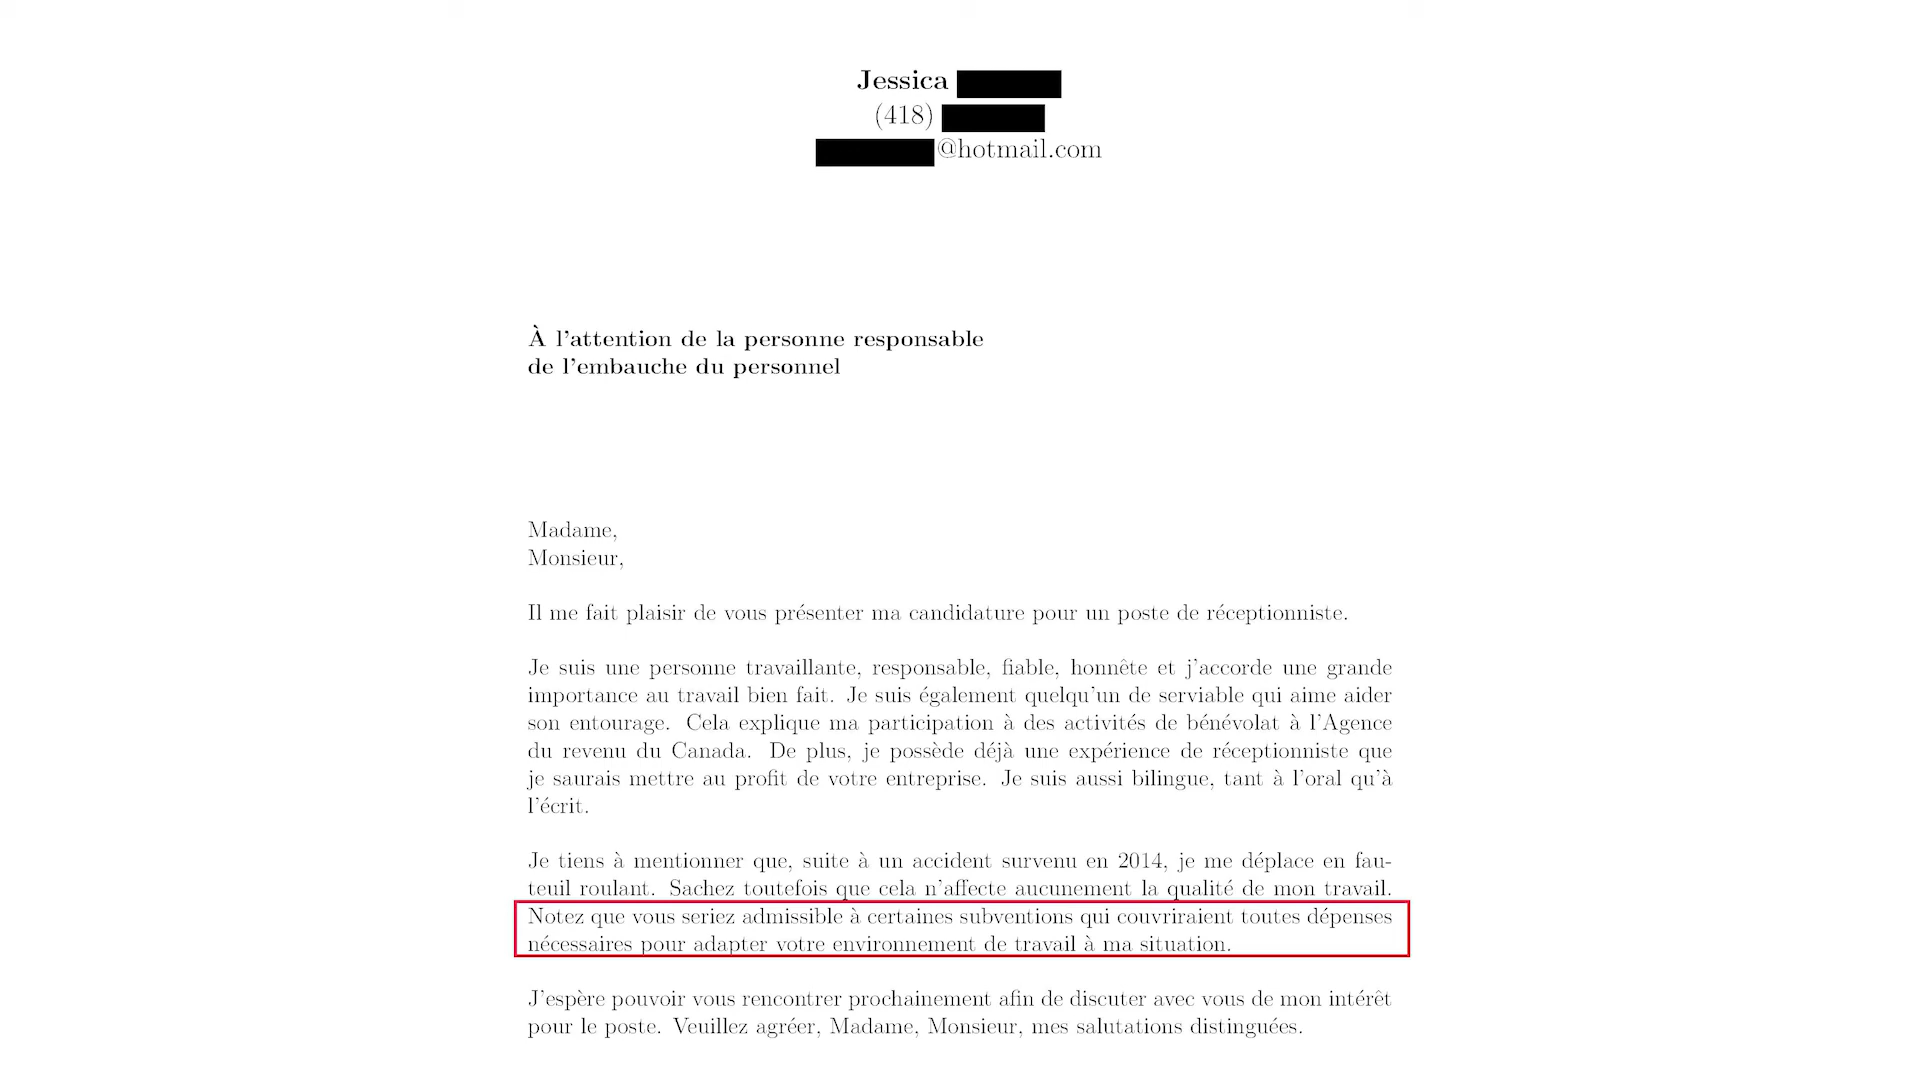 Jessica
(418)
@hotmail.com
À l'attention de la personne responsable
de l'embauche du personnel
Madame,
Monsieur,
Il me fait plaisir de vous présenter ma candidature pour un poste de réceptionniste.
Je suis une personne travaillante, responsable, fiable, honnête et j'accorde une grande
importance au travail bien fait. Je suis également quelqu'un de serviable qui aime aider
son entourage. Cela explique ma participation à des activités de bénévolat à l'Agence
du revenu du Canada. De plus, je possède déjà une expérience de réceptionniste que
je saurais mettre au profit de votre entreprise. Je suis aussi bilingue, tant à l'oral qu'à
l'écrit.
Je tiens à mentionner que, suite à un accident survenu en 2014, je me déplace en fau-
teuil roulant. Sachez toutefois que cela n'affecte aucunement la qualité de mon travail.
Notez que vous seriez admissible à certaines subventions qui couvriraient toutes dépenses
nécessaires pour adapter votre environnement de travail à ma situation.
J'espère pouvoir vous rencontrer prochainement afin de discuter avec vous de mon intérêt
pour le poste. Veuillez agréer, Madame, Monsieur, mes salutations distinguées.